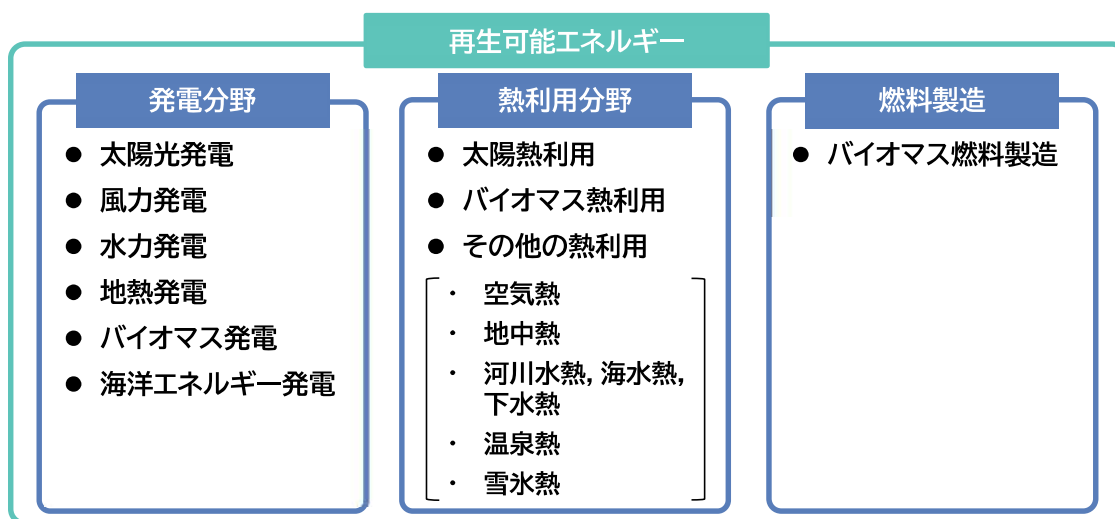 再生可能エネルギー
発電分野
● 太陽光発電
● 風力発電
● 水力発電
● 地熱発電
● バイオマス発電
● 海洋エネルギー発電
熱利用分野
● 太陽熱利用
● バイオマス熱利用
● その他の熱利用
・ 空気熱
・ 地中熱
・ 河川水熱, 海水熱,
下水熱
・ 温泉熱
・ 雪氷熱
燃料製造
● バイオマス燃料製造